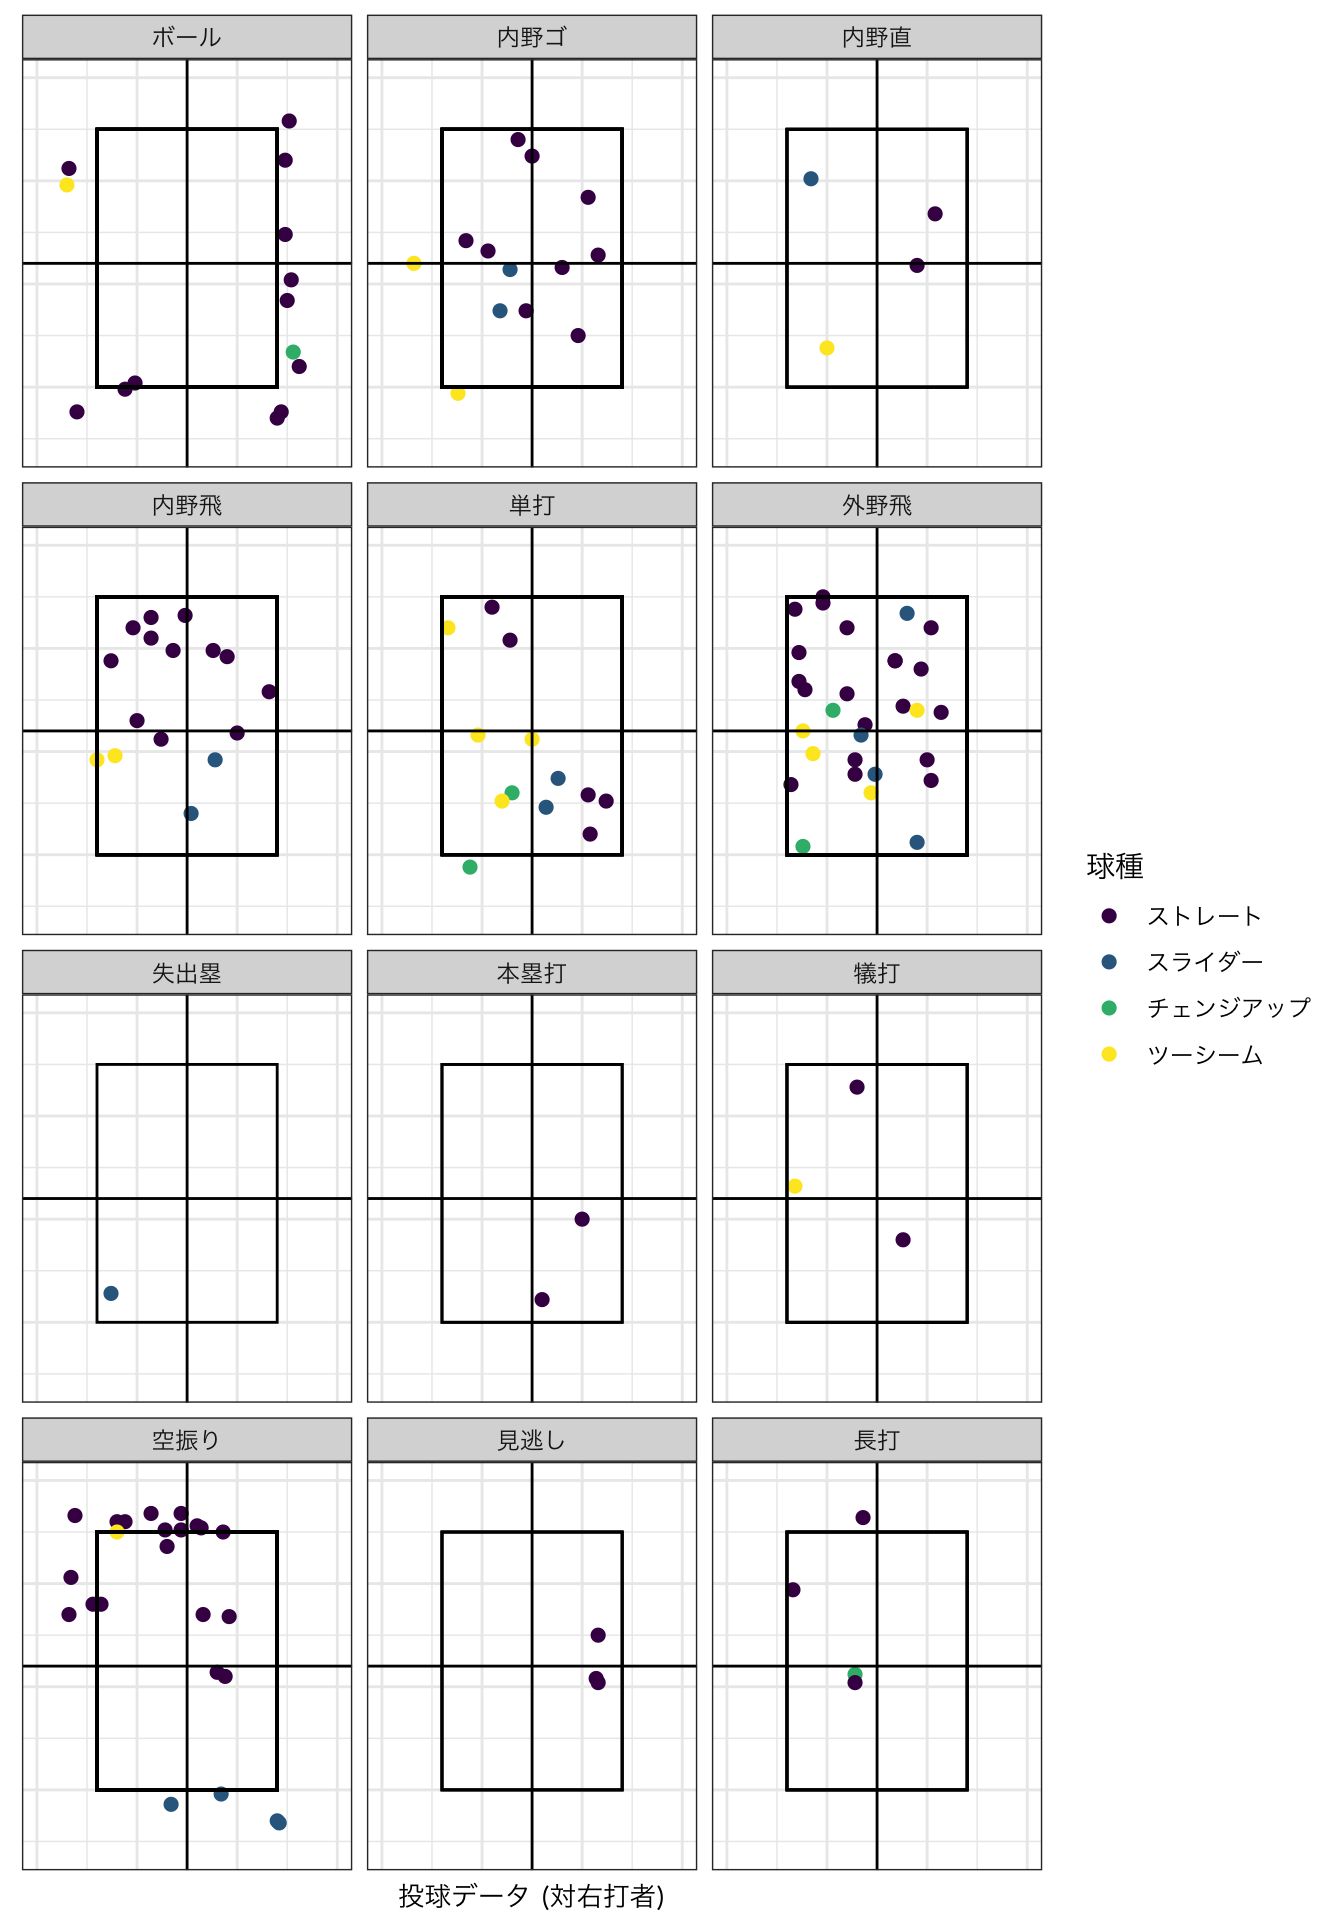 ボール
内野ゴ
内野直
内野飛
単打
外野飛
失出塁
本塁打
犠打
空振り
見逃し
長打
球種
ストレート
スライダー
チェンジアップ
ツーシーム
投球データ (対右打者)